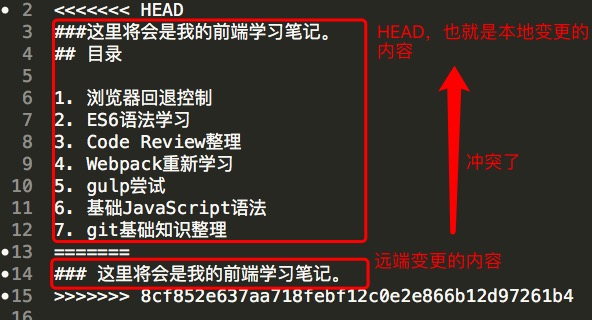 2 <<<<<<< HEAD
3 ###这里将会是我的前端学习笔记。
HEAD，也就是本地变更的
内容
4 ## 目录
5
6 1. 浏览器回退控制
7 2. ES6语法学习
8 3. Code Review整理
冲突了
9 4. Webpack重新学习
10 5. gulp尝试
11 6. 基础JavaScript语法
12 7. git基础知识整理
13 =======
远端变更的内容
14 ### 这里将会是我的前端学习笔记。
15 >>>>>>> 8cf852e637aa718febf12c0e2e866b12d97261b4
16